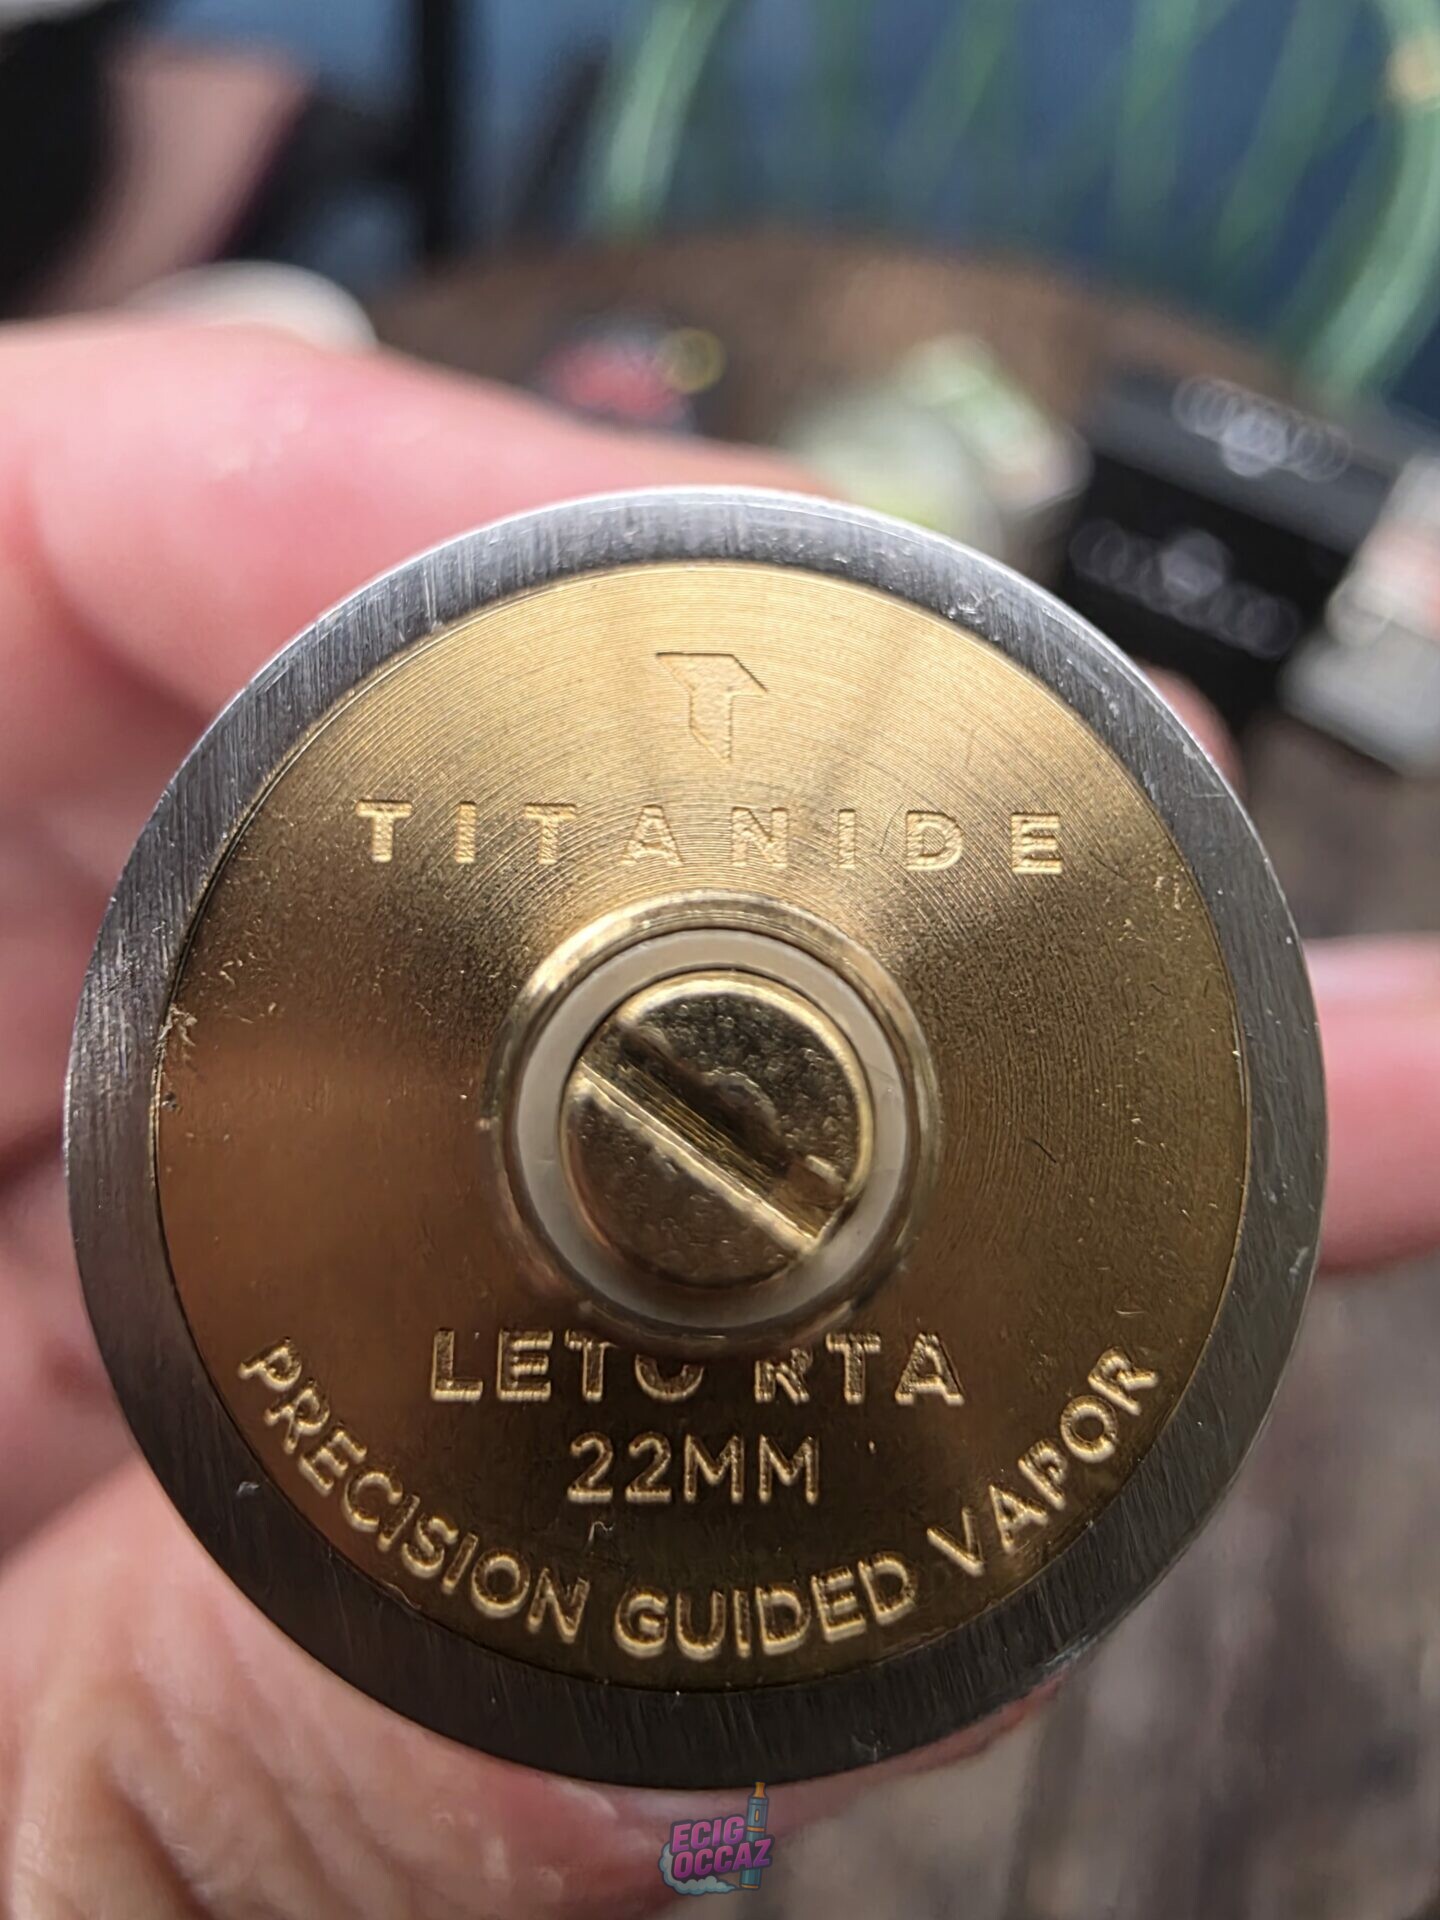 TITANIDE
LETO RTA
22MM
PRECISION GUIDED VAPOR
ECIG
OCCAZ